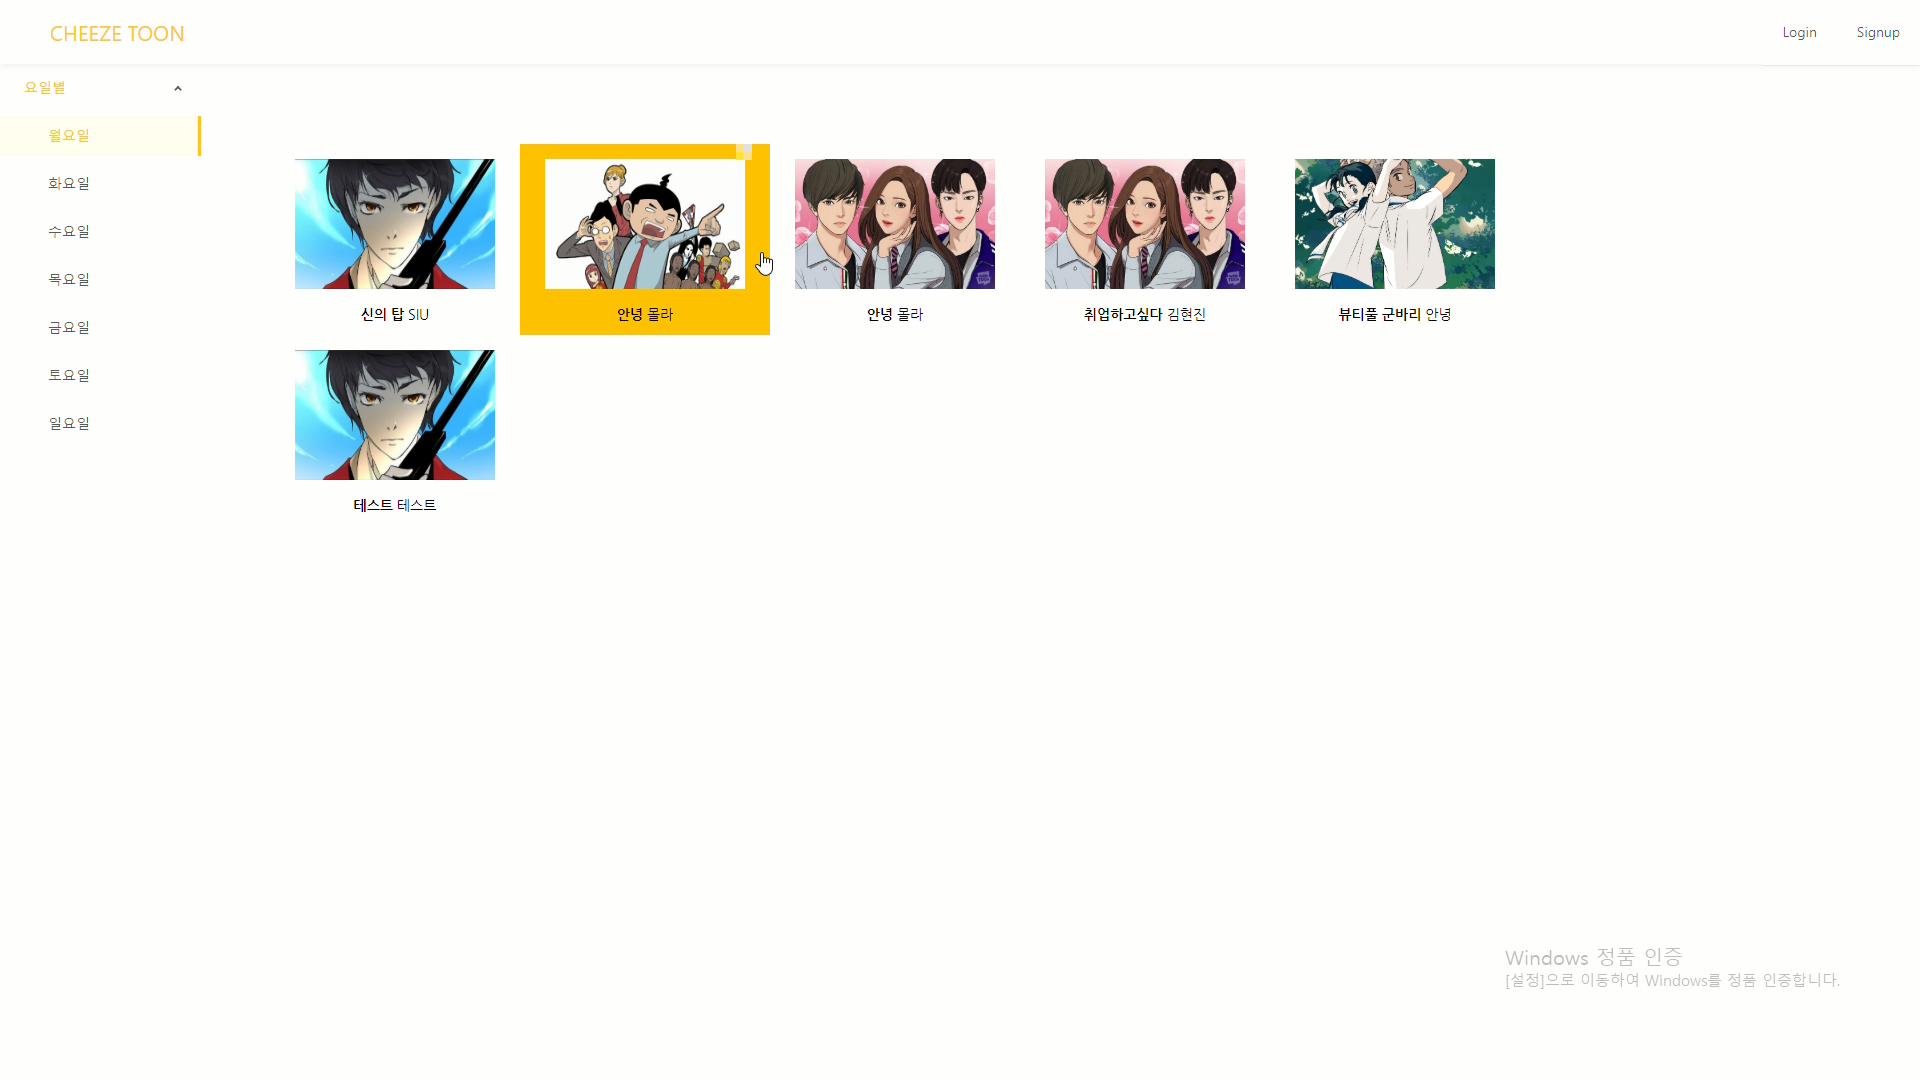 CHEEZE TOON
Login
Signup
요일별
월요일
화요일
수요일
목요일
금요일
토요일
일요일
신의 탑 SIU
안녕 몰라
안녕 몰라
취업하고싶다 김현진
뷰티풀 군바리 안녕
테스트 테스트
Windows 정품 인증
[설정]으로 이동하여 Windows를 정품 인증합니다.